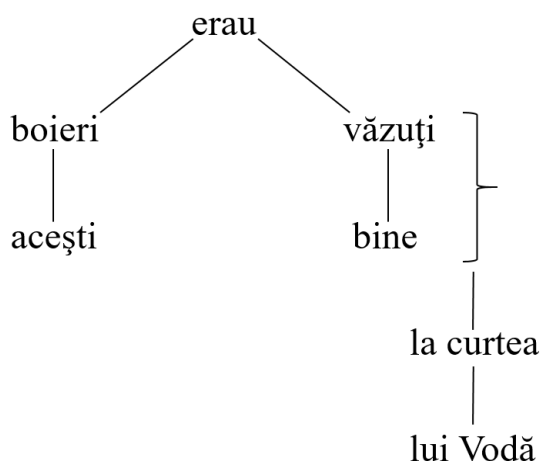 erau
boieri văzuţi
aceşti bine
la curtea
lui Vodă